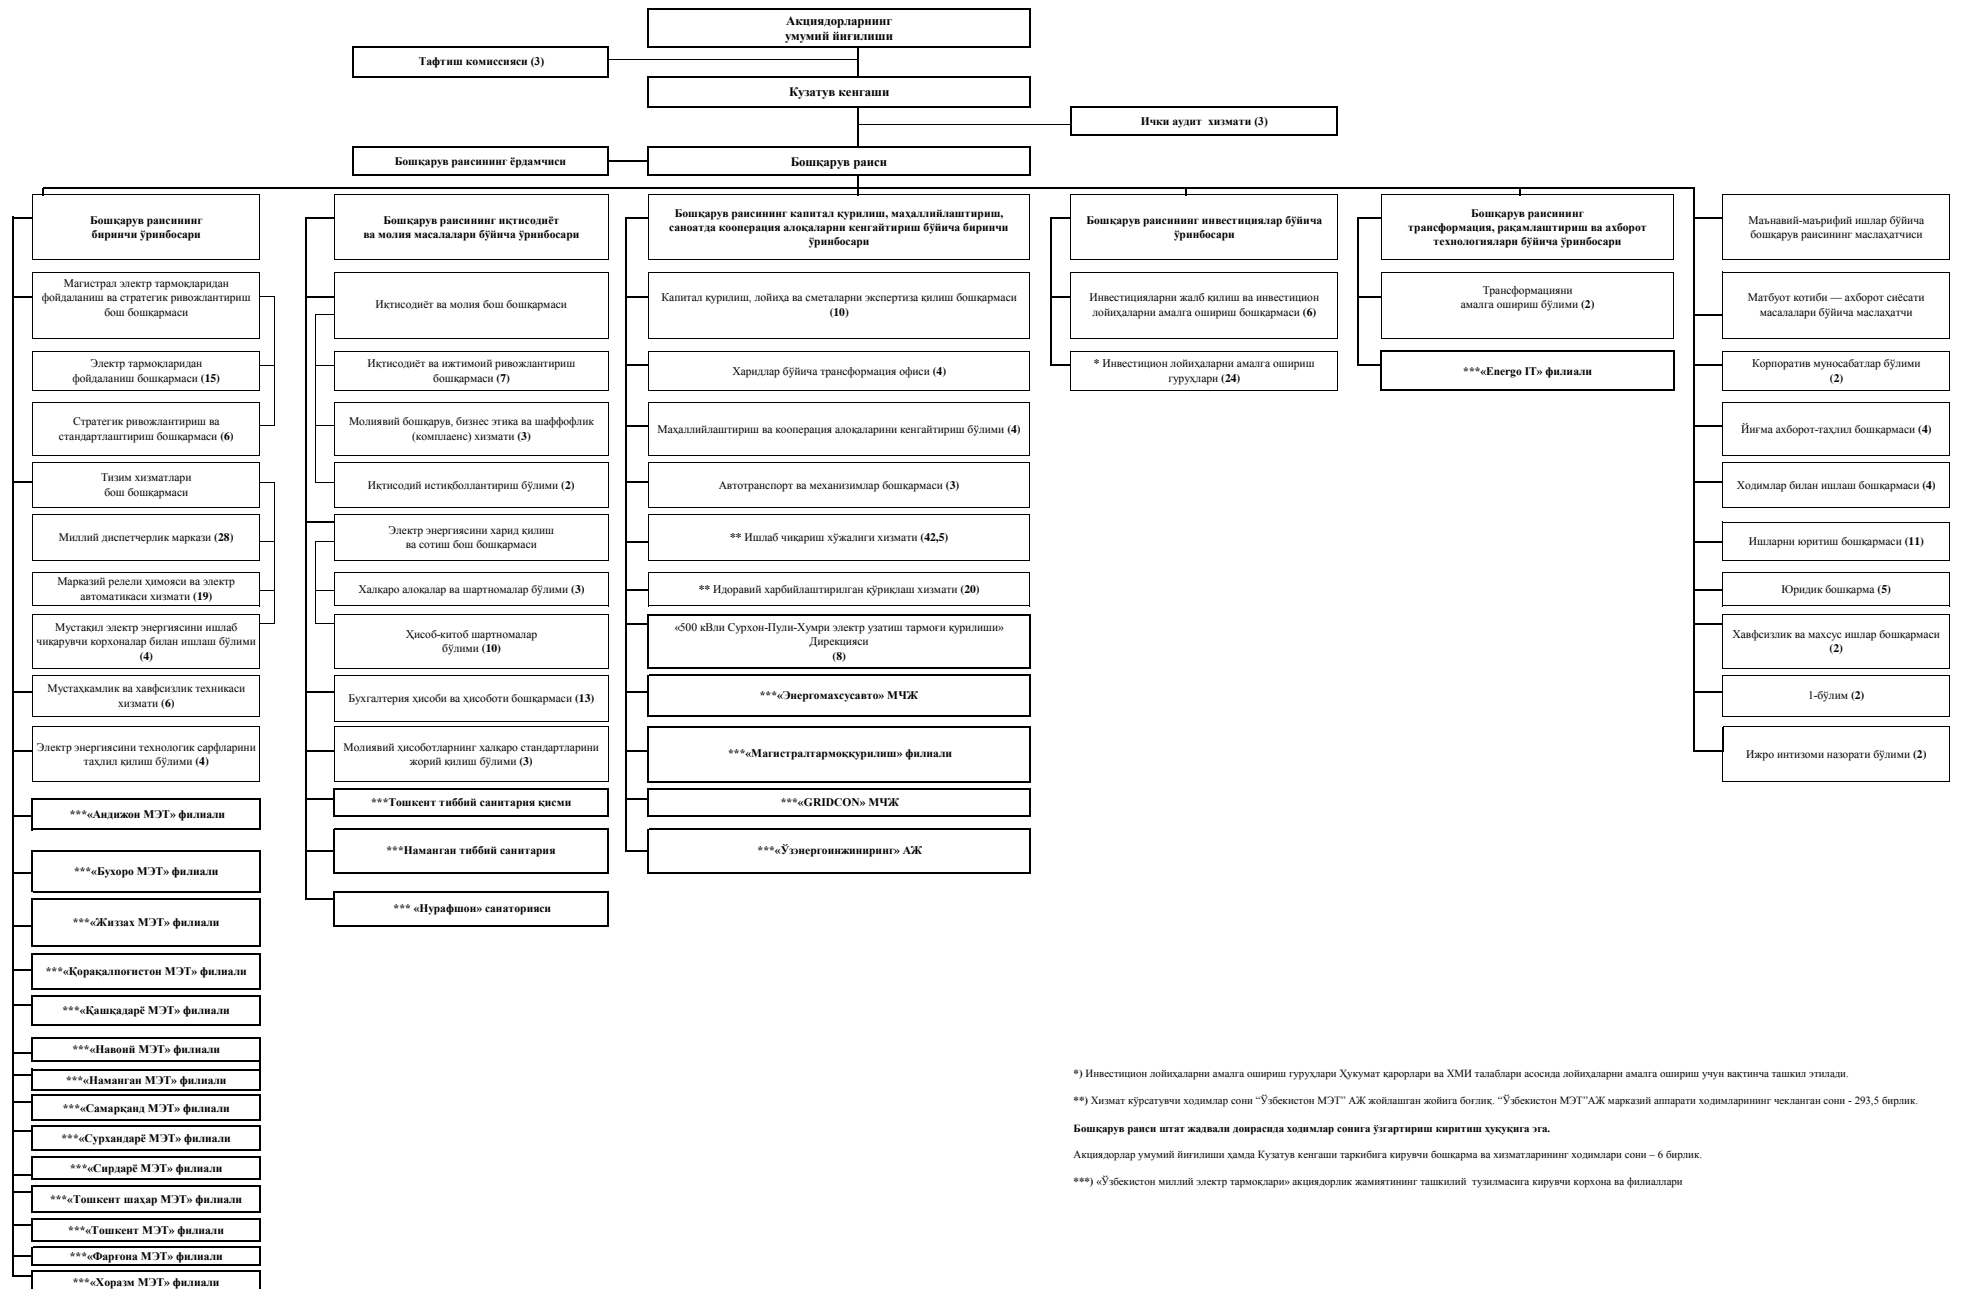 Акциядорларнинг
умумий йиғилиши
Тафтиш комиссияси (3)
Кузатув кенгаши
Ички аудит хизмати (3)
Бошқарув раисининг ёрдамчиси
Бошқарув раиси
Бошқарув раисининг
биринчи ўринбосари
Магистрал электр тармоқларидан
фойдаланиш ва стратегик ривожлантириш
бош бошқармаси
Электр тармоқларидан
фойдаланиш бошқармаси (15)
Стратегик ривожлантириш ва
стандартлаштириш бошқармаси (6)
Тизим хизматлари
бош бошқармаси
Миллий диспетчерлик маркази (28)
Марказий релели ҳимояси ва электр
автоматикаси хизмати (19)
Мустақил электр энергиясини ишлаб
чиқарувчи корхоналар билан ишлаш бўлими
(4)
Мустаҳкамлик ва хавфсизлик техникаси
хизмати (6)
Электр энергиясини технологик сарфларини
таҳлил қилиш бўлими (4)
***«Андижон МЭТ» филиали
***«Бухоро МЭТ» филиали
***«Жиззах МЭТ» филиали
***«Қорақалпоғистон МЭТ» филиали
***«Қашқадарё МЭТ» филиали
***«Навоий МЭТ» филиали
***«Наманган МЭТ» филиали
***«Самарқанд МЭТ» филиали
***«Сурхандарё МЭТ» филиали
***«Сирдарё МЭТ» филиали
***«Тошкент шаҳар МЭТ» филиали
***«Тошкент МЭТ» филиали
***«Фарғона МЭТ» филиали
***«Хоразм МЭТ» филиали
Бошқарув раисининг иқтисодиёт
ва молия масалалари бўйича ўринбосари
Иқтисодиёт ва молия бош бошқармаси
Иқтисодиёт ва ижтимоий ривожлантириш
бошқармаси (7)
Молиявий бошқарув, бизнес этика ва шаффофлик
(комплаенс) хизмати (3)
Иқтисодий истиқболлантириш бўлими (2)
Электр энергиясини харид қилиш
ва сотиш бош бошқармаси
Халқаро алоқалар ва шартномалар бўлими (3)
Ҳисоб-китоб шартномалар
бўлими (10)
Бухгалтерия ҳисоби ва ҳисоботи бошқармаси (13)
Молиявий ҳисоботларнинг халқаро стандартларини
жорий қилиш бўлими (3)
***Тошкент тиббий санитария қисми
***Наманган тиббий санитария
*** «Нурафшон» санаторияси
Бошқарув раисининг капитал қурилиш, маҳаллийлаштириш,
саноатда кооперация алоқаларни кенгайтириш бўйича биринчи
ўринбосари
Капитал қурилиш, лойиҳа ва сметаларни экспертиза қилиш бошқармаси
(10)
Харидлар бўйича трансформация офиси (4)
Маҳаллийлаштириш ва кооперация алоқаларини кенгайтириш бўлими (4)
Автотранспорт ва механизимлар бошқармаси (3)
** Ишлаб чиқариш хўжалиги хизмати (42,5)
** Идоравий харбийлаштирилган қўриқлаш хизмати (20)
«500 кВли Сурхон-Пули-Хумри электр узатиш тармоғи қурилиши»
Дирекцияси
(8)
***«Энергомахсусавто» МЧЖ
***«Магистралтармоққурилиш» филиали
***«GRIDCON» МЧЖ
***«Ўзэнергоинжиниринг» АЖ
Бошқарув раисининг инвестициялар бўйича
ўринбосари
Инвестицияларни жалб қилиш ва инвестицион
лойиҳаларни амалга ошириш бошқармаси (6)
* Инвестицион лойиҳаларни амалга ошириш
гуруҳлари (24)
Бошқарув раисининг
трансформация, рақамлаштириш ва ахборот
технологиялари бўйича ўринбосари
Трансформацияни
амалга ошириш бўлими (2)
***«Energo IT» филиали
Маънавий-маърифий ишлар бўйича
бошқарув раисининг маслаҳатчиси
Матбуот котиби — ахборот сиёсати
масалалари бўйича маслаҳатчи
Корпоратив муносабатлар бўлими
(2)
Йиғма ахборот-таҳлил бошқармаси (4)
Ходимлар билан ишлаш бошқармаси (4)
Ишларни юритиш бошқармаси (11)
Юридик бошқарма (5)
Хавфсизлик ва махсус ишлар бошқармаси
(2)
1-бўлим (2)
Ижро интизоми назорати бўлими (2)
*) Инвестицион лойиҳаларни амалга ошириш гуруҳлари Ҳукумат қарорлари ва ХМИ талаблари асосида лойиҳаларни амалга ошириш учун вақтинча ташкил этилади.
**) Хизмат кўрсатувчи ходимлар сони “Ўзбекистон МЭТ” АЖ жойлашган жойига боғлиқ. “Ўзбекистон МЭТ”АЖ марказий аппарати ходимларининг чекланган сони - 293,5 бирлик.
Бошқарув раиси штат жадвали доирасида ходимлар сонига ўзгартириш киритиш ҳуқуқига эга.
Акциядорлар умумий йиғилиши ҳамда Кузатув кенгаши таркибига кирувчи бошқарма ва хизматларининг ходимлари сони – 6 бирлик.
***) «Ўзбекистон миллий электр тармоқлари» акциядорлик жамиятининг ташкилий тузилмасига кирувчи корхона ва филиаллари